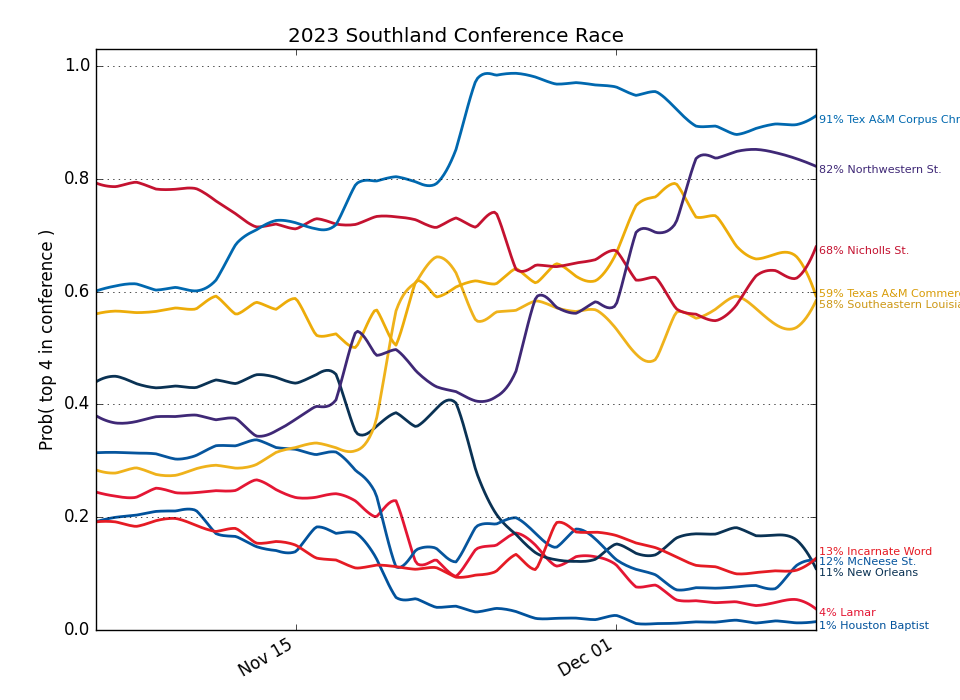 2023 Southland Conference Race
1.0
0.8
0.6
0.4
0.2
0.0
Prob( top 4 in conference )
Nov 15
Dec 01
91% Tex A&M Corpus Chr
82% Northwestern St.
68% Nicholls St.
59% Texas A&M Commerc
58% Southeastern Louisia
13% Incarnate Word
12% McNeese St.
11% New Orleans
4% Lamar
1% Houston Baptist